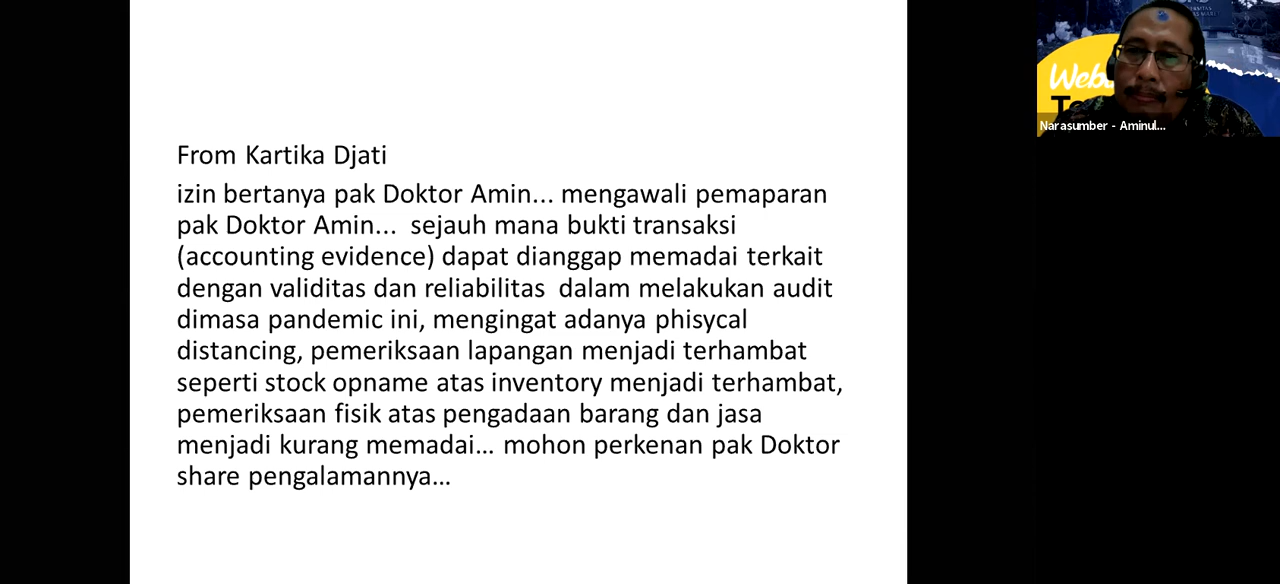 From Kartika Djati
izin bertanya pak Doktor Amin... mengawali pemaparan
pak Doktor Amin...  sejauh mana bukti transaksi
(accounting evidence) dapat dianggap memadai terkait
dengan validitas dan reliabilitas  dalam melakukan audit
dimasa pandemic ini, mengingat adanya phisycal
distancing, pemeriksaan lapangan menjadi terhambat
seperti stock opname atas inventory menjadi terhambat,
pemeriksaan fisik atas pengadaan barang dan jasa
menjadi kurang memadai... mohon perkenan pak Doktor
share pengalamannya...
Narasumber - Aminul...